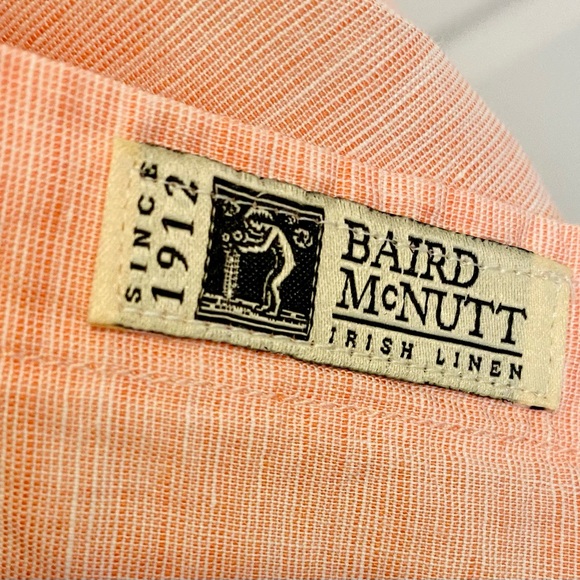 SINCE
1912
BAIRD
McNUTT
IRISH LINEN